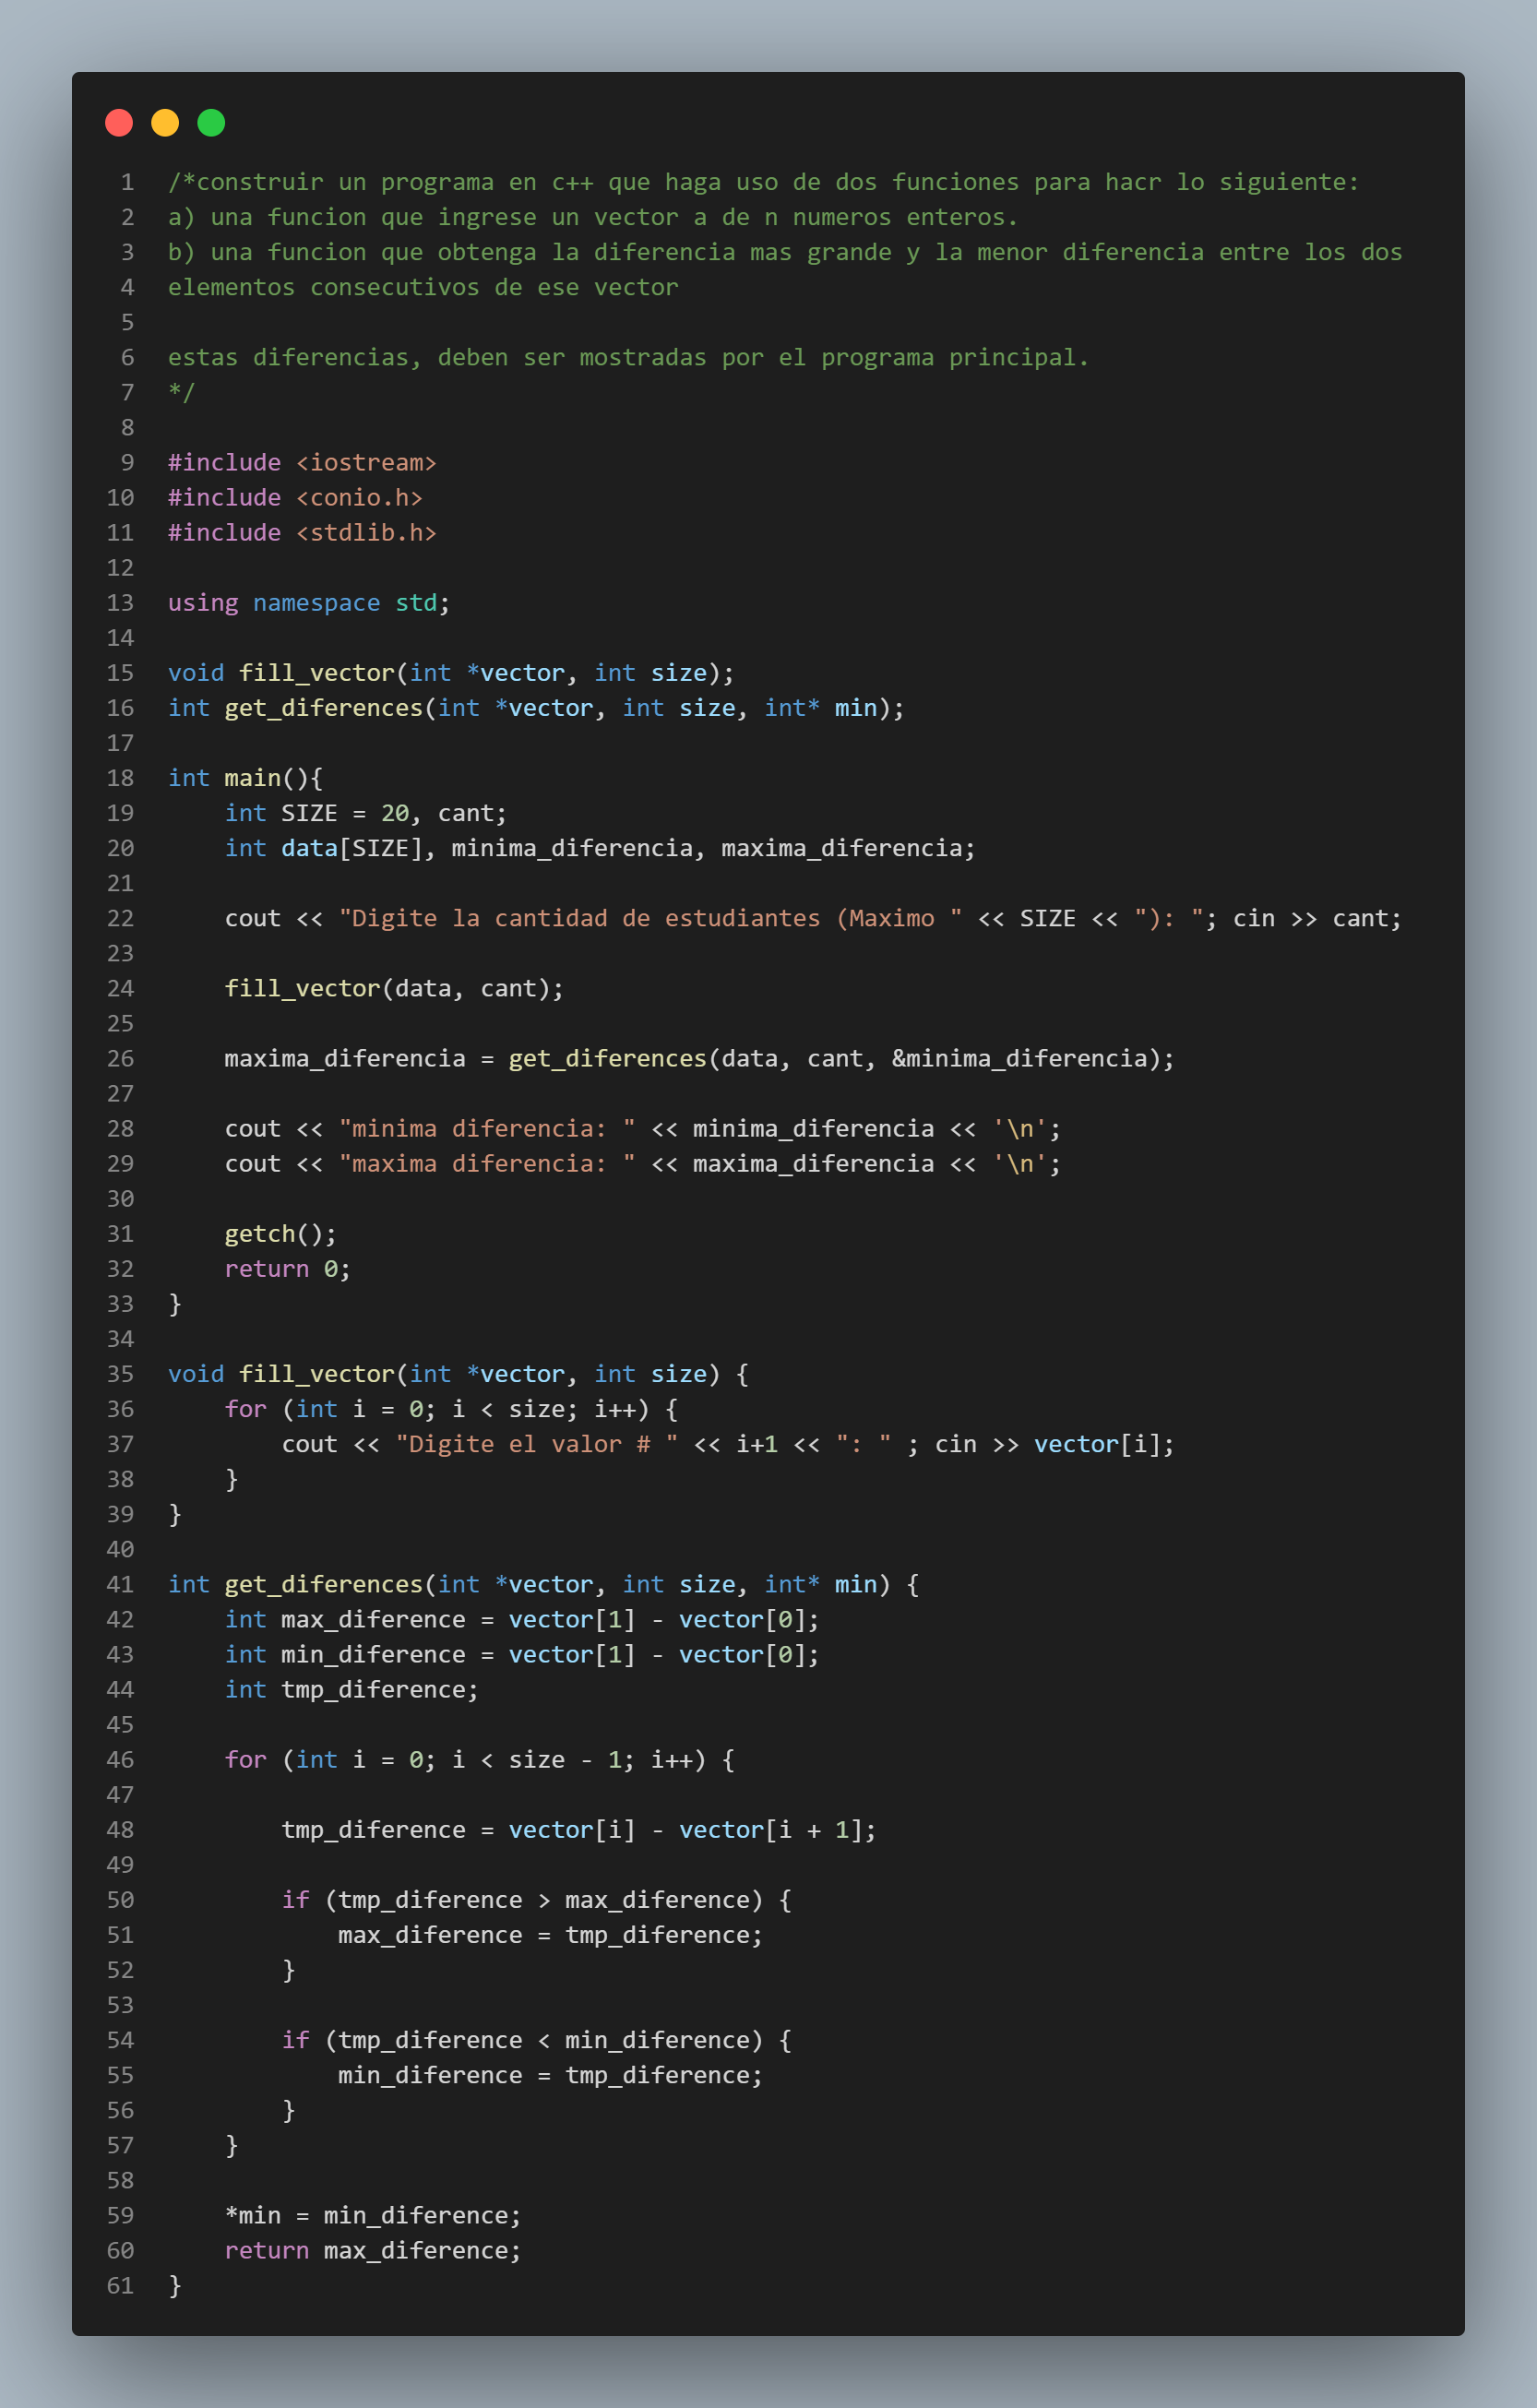 1 /*construir un programa en c++ que haga uso de dos funciones para hacr lo siguiente:
2 a) una funcion que ingrese un vector a de n numeros enteros.
3 b) una funcion que obtenga la diferencia mas grande y la menor diferencia entre los dos
4 elementos consecutivos de ese vector
5
6 estas diferencias, deben ser mostradas por el programa principal.
7 */
8
9 #include <iostream>
10 #include <conio.h>
11 #include <stdlib.h>
12
13 using namespace std;
14
15 void fill_vector(int *vector, int size);
16 int get_diferences(int *vector, int size, int* min);
17
18 int main(){
19     int SIZE = 20, cant;
20     int data[SIZE], minima_diferencia, maxima_diferencia;
21
22     cout << "Digite la cantidad de estudiantes (Maximo " << SIZE << "): "; cin >> cant;
23
24     fill_vector(data, cant);
25
26     maxima_diferencia = get_diferences(data, cant, &minima_diferencia);
27
28     cout << "minima diferencia: " << minima_diferencia << '\n';
29     cout << "maxima diferencia: " << maxima_diferencia << '\n';
30
31     getch();
32     return 0;
33 }
34
35 void fill_vector(int *vector, int size) {
36     for (int i = 0; i < size; i++) {
37         cout << "Digite el valor # " << i+1 << ": " ; cin >> vector[i];
38     }
39 }
40
41 int get_diferences(int *vector, int size, int* min) {
42     int max_diference = vector[1] - vector[0];
43     int min_diference = vector[1] - vector[0];
44     int tmp_diference;
45
46     for (int i = 0; i < size - 1; i++) {
47
48         tmp_diference = vector[i] - vector[i + 1];
49
50         if (tmp_diference > max_diference) {
51             max_diference = tmp_diference;
52         }
53
54         if (tmp_diference < min_diference) {
55             min_diference = tmp_diference;
56         }
57     }
58
59     *min = min_diference;
60     return max_diference;
61 }